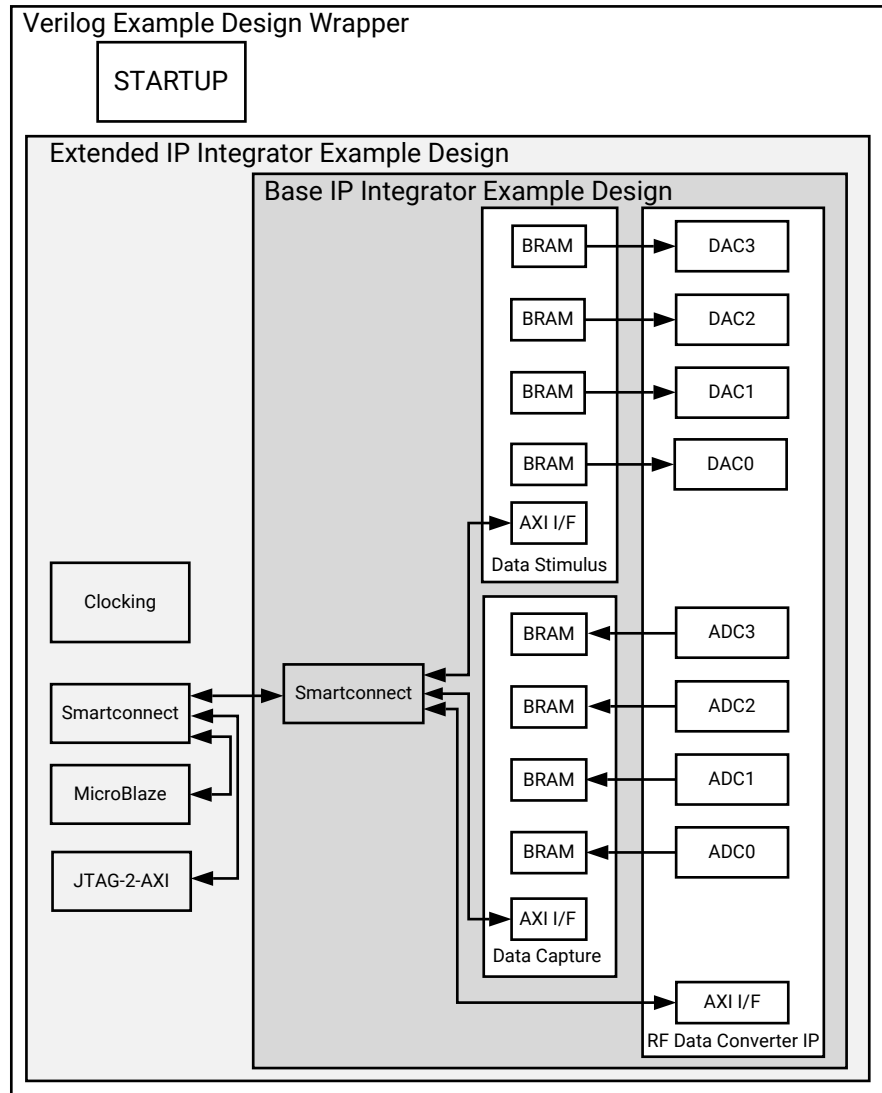 Verilog Example Design Wrapper
STARTUP
Extended IP Integrator Example Design
Base IP Integrator Example Design
BRAM
DAC3
BRAM
DAC2
BRAM
DAC1
BRAM
DAC0
AXI I/F
Data Stimulus
Clocking
BRAM
ADC3
Smartconnect
Smartconnect
BRAM
ADC2
MicroBlaze
BRAM
ADC1
JTAG-2-AXI
BRAM
ADC0
AXI I/F
Data Capture
AXI I/F
RF Data Converter IP